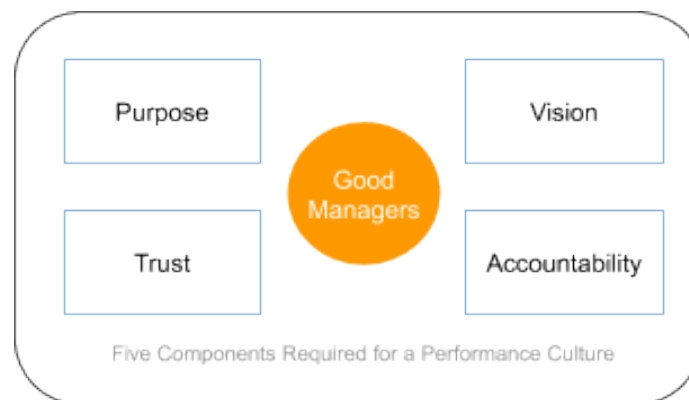 Purpose
Vision
Good
Managers
Trust
Accountability
Five Components Required for a Performance Culture